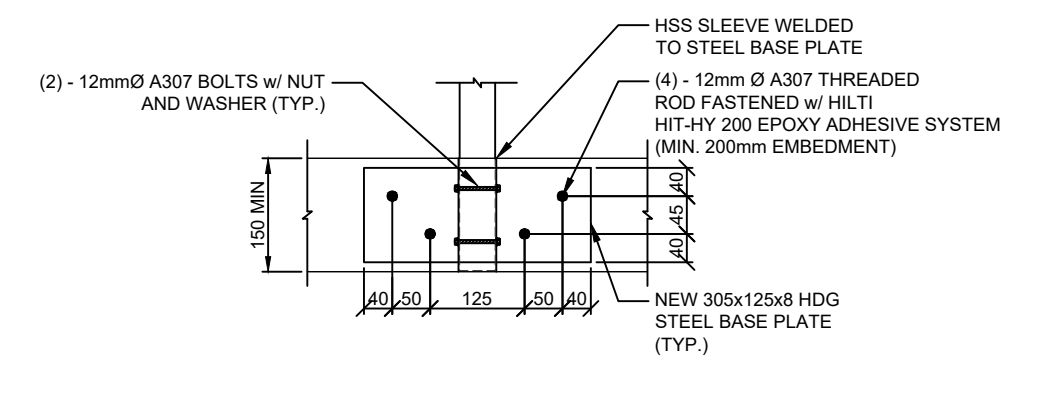 HSS SLEEVE WELDED
TO STEEL BASE PLATE
(2) - 12mmØ A307 BOLTS w/ NUT
AND WASHER (TYP.)
(4) - 12mm Ø A307 THREADED
ROD FASTENED w/ HILTI
HIT-HY 200 EPOXY ADHESIVE SYSTEM
(MIN. 200mm EMBEDMENT)
150 MIN
40
45
40
40
50
125
50
40
NEW 305x125x8 HDG
STEEL BASE PLATE
(TYP.)